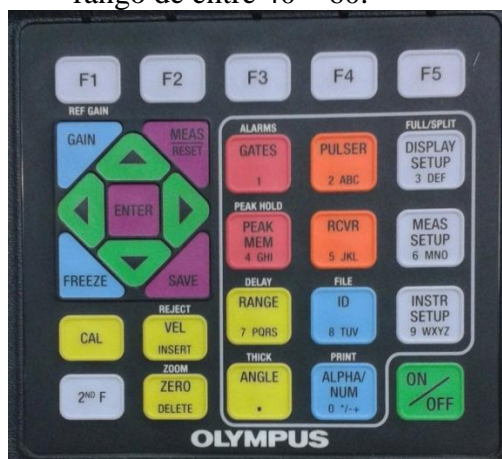 rango de entre 40 – 60.
F1 F2 F3 F4 F5
REF GAIN
GAIN
MEAS
RESET
ENTER
FREEZE
SAVE
ALARMS
GATES
1
PULSER
2 ABC
FULL/SPLIT
DISPLAY
SETUP
3 DEF
PEAK HOLD
PEAK
MEM
4 GHI
RCVR
5 JKL
MEAS
SETUP
6 MNO
CAL
REJECT
VEL
INSERT
DELAY
RANGE
7 PQRS
FILE
ID
8 TUV
INSTR
SETUP
9 WXYZ
2ND F
ZOOM
ZERO
DELETE
THICK
ANGLE
.
PRINT
ALPHA/
NUM
0 */-+
ON
OFF
OLYMPUS